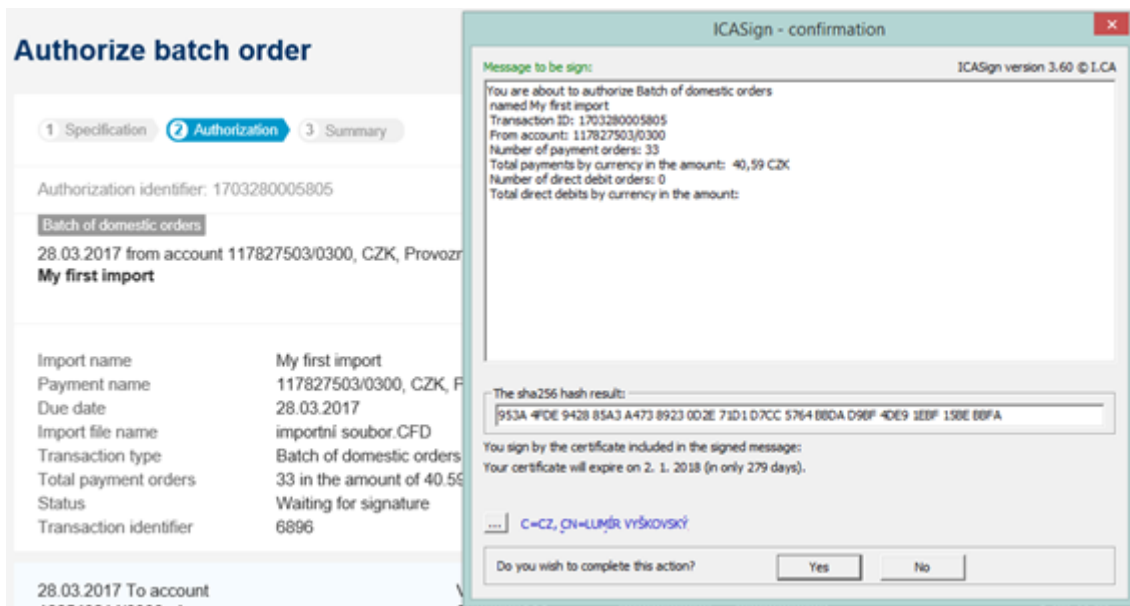 Authorize batch order
1 Specification
2 Authorization
3 Summary
Authorization identifier: 1703280005805
Batch of domestic orders
28.03.2017 from account 117827503/0300, CZK, Provozr
My first import
Import name My first import
Payment name 117827503/0300, CZK, F
Due date 28.03.2017
Import file name importní soubor.CFD
Transaction type Batch of domestic orders
Total payment orders 33 in the amount of 40.59
Status Waiting for signature
Transaction identifier 6896
28.03.2017 To account
ICASign - confirmation
Message to be sign: ICASign version 3.60 © I.CA
You are about to authorize Batch of domestic orders
named My first import
Transaction ID: 1703280005805
From account: 117827503/0300
Number of payment orders: 33
Total payments by currency in the amount: 40,59 CZK
Number of direct debit orders: 0
Total direct debits by currency in the amount:
The sha256 hash result:
953A 4FDE 9428 85A3 A473 8923 0D2E 71D1 D7CC 5764 BBDA D9BF 4DE9 1EBF 15BE BBFA
You sign by the certificate included in the signed message:
Your certificate will expire on 2. 1. 2018 (in only 279 days).
... C=CZ, CN=LUMÍR VYŠKOVSKÝ
Do you wish to complete this action? Yes No